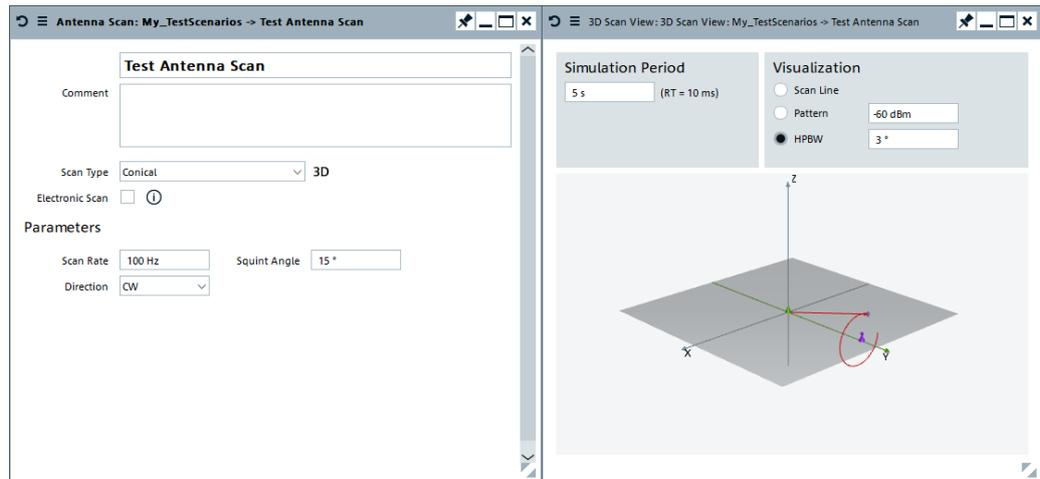 Antenna Scan: My_TestScenarios -> Test Antenna Scan
Test Antenna Scan
Comment
Scan Type Conical 3D
Electronic Scan
Parameters
Scan Rate 100 Hz Squint Angle 15 °
Direction CW
3D Scan View: 3D Scan View: My_TestScenarios -> Test Antenna Scan
Simulation Period
5 s (RT = 10 ms)
Visualization
Scan Line
Pattern -60 dBm
HPBW 3 °
Z
X
Y